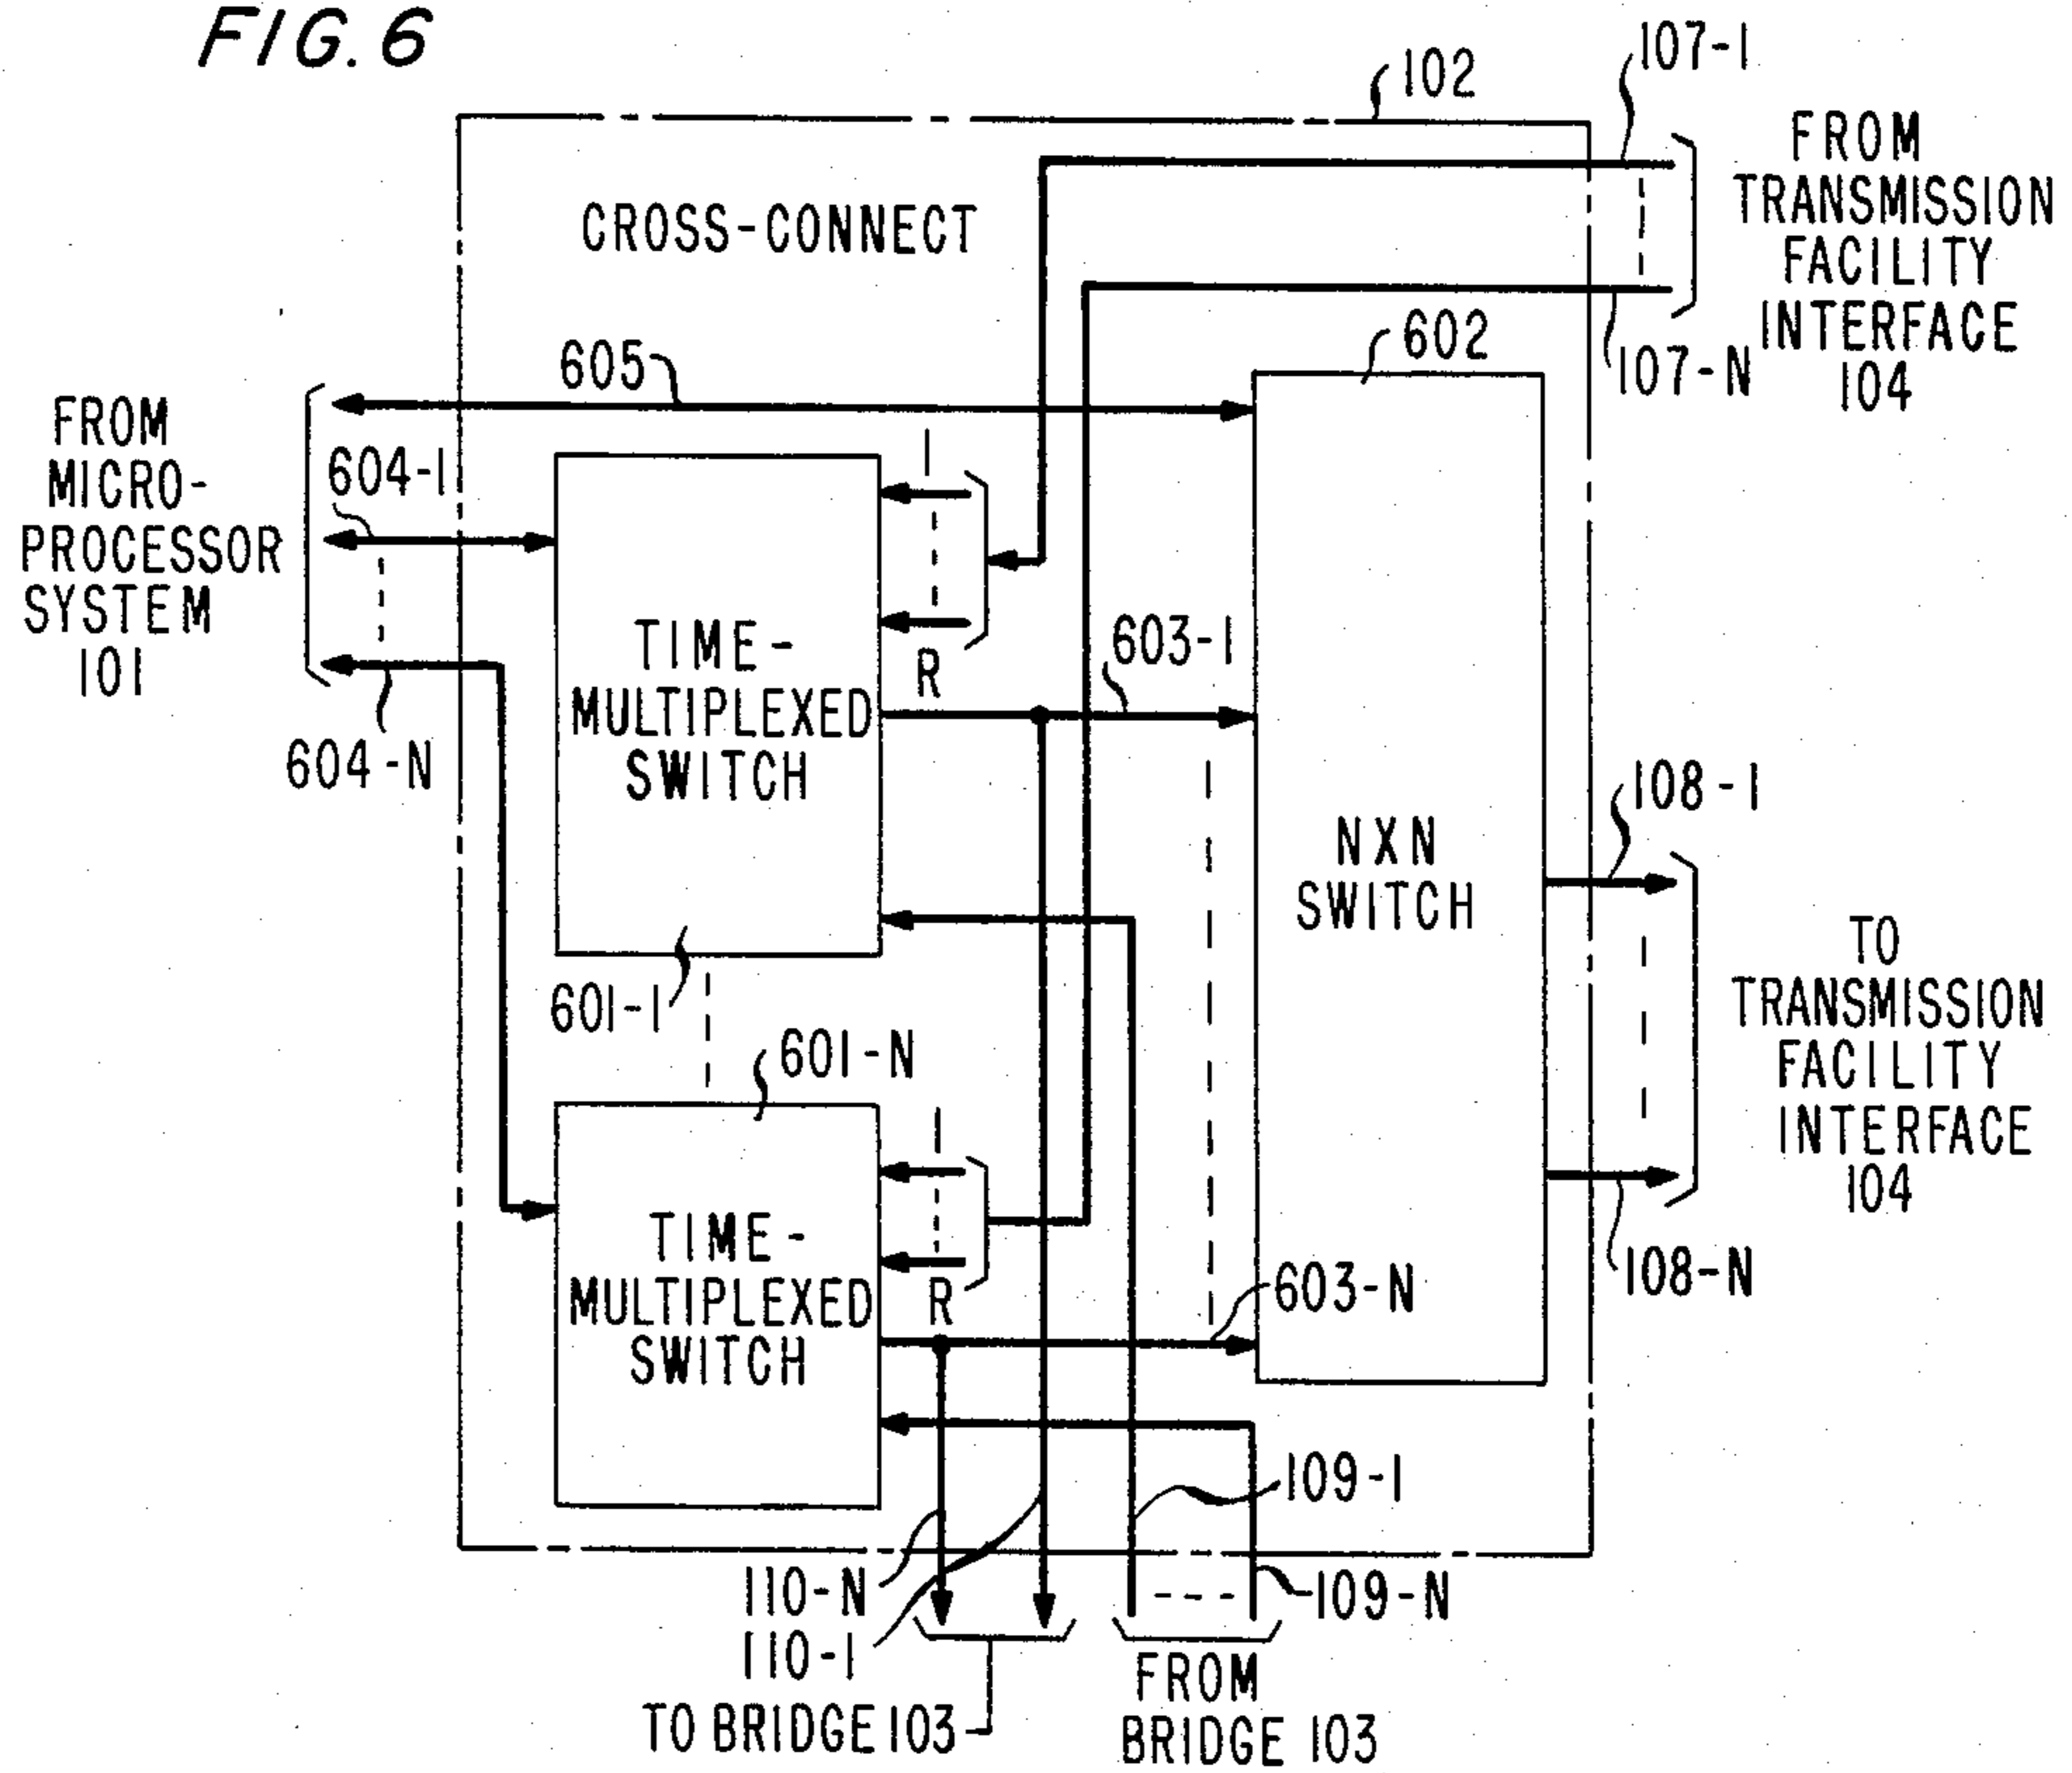 FIG. 6
102
107-1
FROM
TRANSMISSION
FACILITY
INTERFACE
104
107-N
CROSS-CONNECT
602
605
FROM
MICRO-
PROCESSOR
SYSTEM
101
604-1
604-N
1
R
TIME-
MULTIPLEXED
SWITCH
603-1
NXN
SWITCH
108-1
TO
TRANSMISSION
FACILITY
INTERFACE
104
108-N
601-1
601-N
1
R
TIME-
MULTIPLEXED
SWITCH
603-N
109-1
109-N
110-N
110-1
TO BRIDGE 103
FROM
BRIDGE 103